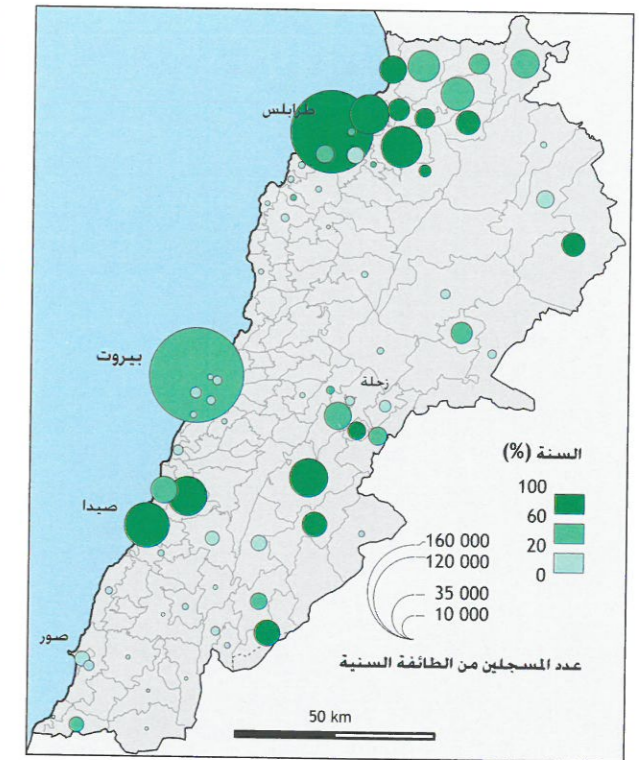 طرابلس
بيروت
زحلة
صيدا
صور
السنة (%)
100
60
20
0
160 000
120 000
35 000
10 000
عدد المسجلين من الطائفة السنية
50 km